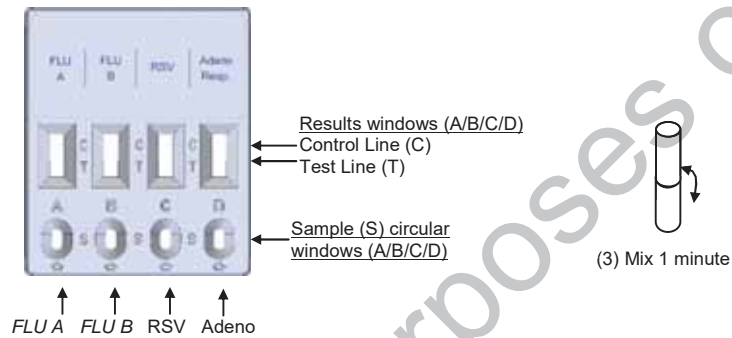 FLU A
FLU B
RSV
Adeno Resp.
C C C
T T T
Results windows (A/B/C/D)
Control Line (C)
Test Line (T)
A B C D
S S S
Sample (S) circular
windows (A/B/C/D)
(3) Mix 1 minute
FLU A FLU B RSV Adeno
rposes o